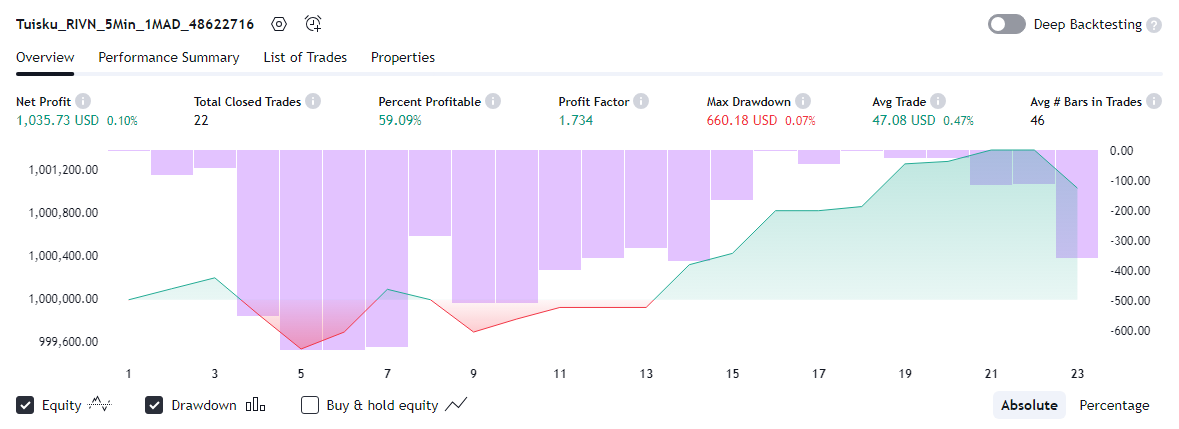 Tuisku_RIVN_5Min_1MAD_48622716
Deep Backtesting ?
Overview Performance Summary List of Trades Properties
Net Profit i Total Closed Trades i Percent Profitable i Profit Factor i Max Drawdown i Avg Trade i Avg # Bars in Trades i
1,035.73 USD 0.10% 22 59.09% 1.734 660.18 USD 0.07% 47.08 USD 0.47% 46
0.00
1,001,200.00
-100.00
1,000,800.00 -200.00
-300.00
1,000,400.00
-400.00
1,000,000.00 -500.00
-600.00
999,600.00
1 3 5 7 9 11 13 15 17 19 21 23
Equity Drawdown Buy & hold equity Absolute Percentage